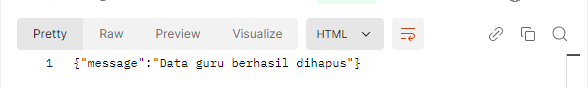 Pretty Raw Preview Visualize HTML
1 {"message":"Data guru berhasil dihapus"}